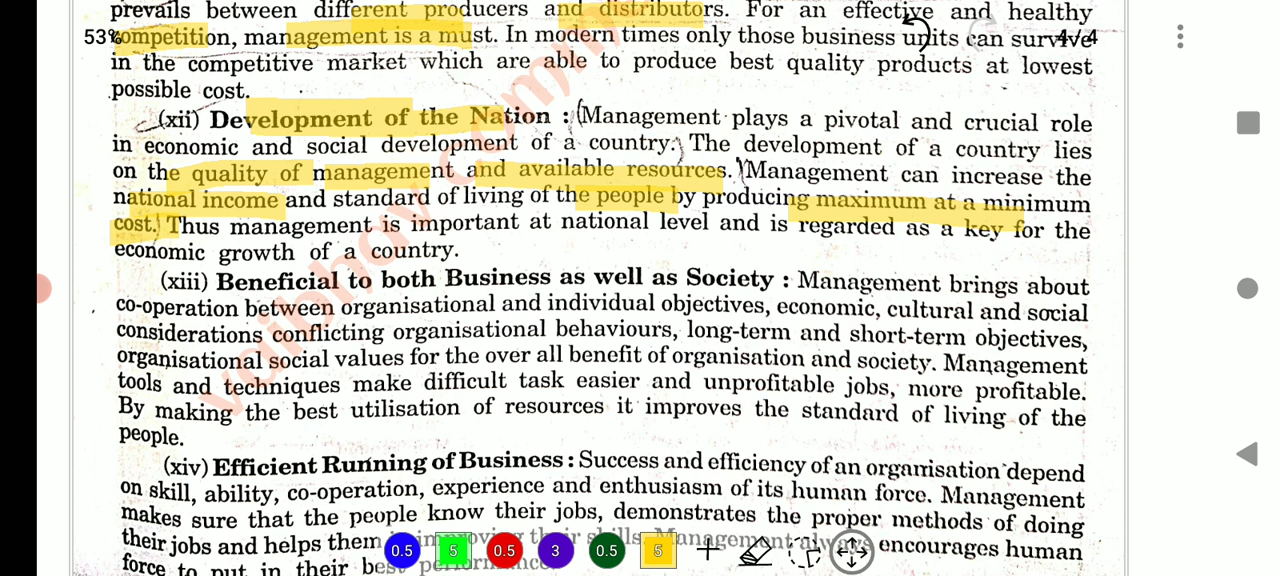 prevails between different producers and distributors. For an effective and healthy
53%
competition, management is a must. In modern times only those business units can survive
4/4
in the competitive market which are able to produce best quality products at lowest
possible cost.
(xii) Development of the Nation : (Management plays a pivotal and crucial role
in economic and social development of a country.) The development of a country lies
on the quality of management and available resources. (Management can increase the
national income and standard of living of the people by producing maximum at a minimum
cost.) Thus management is important at national level and is regarded as a key for the
economic growth of a country.
(xiii) Beneficial to both Business as well as Society : Management brings about
co-operation between organisational and individual objectives, economic, cultural and social
considerations conflicting organisational behaviours, long-term and short-term objectives,
organisational social values for the over all benefit of organisation and society. Management
tools and techniques make difficult task easier and unprofitable jobs, more profitable.
By making the best utilisation of resources it improves the standard of living of the
people.
(xiv) Efficient Running of Business : Success and efficiency of an organisation depend
on skill, ability, co-operation, experience and enthusiasm of its human force. Management
makes sure that the people know their jobs, demonstrates the proper methods of doing
their jobs and helps them in improving their skills. Management always encourages human
force to put in their best performance.
0.5 5 0.5 3 0.5 5